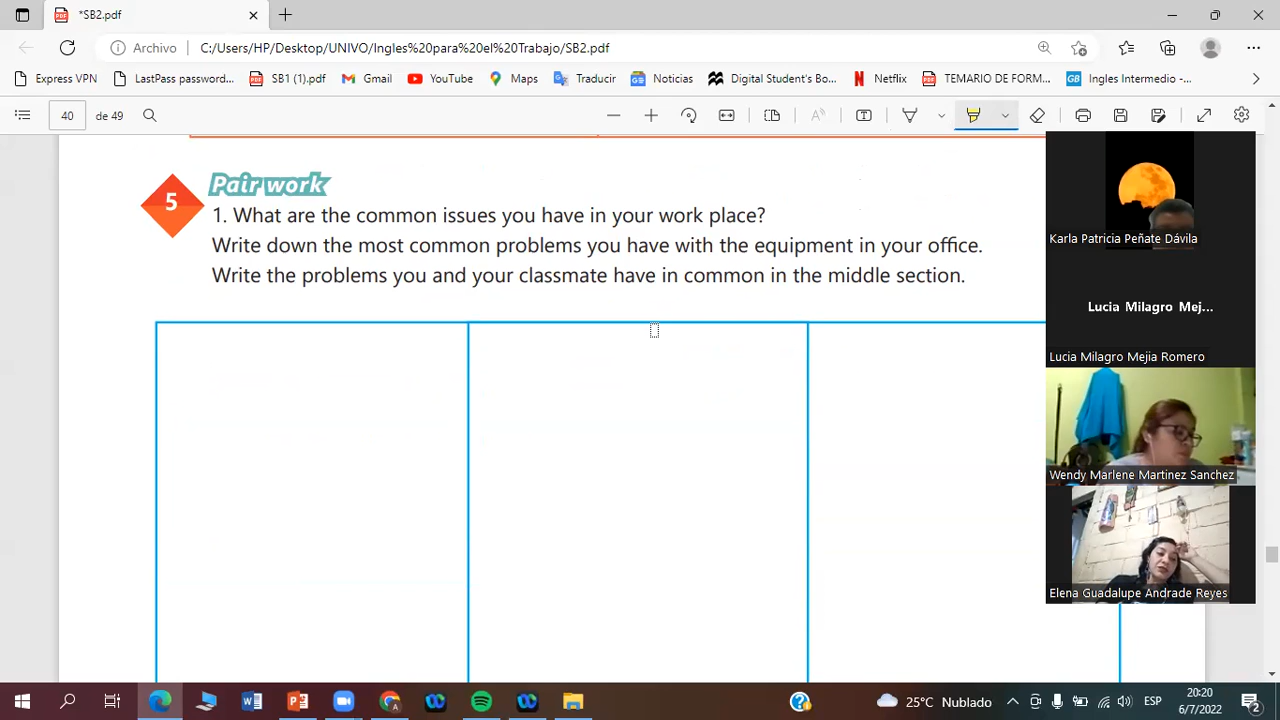 *SB2.pdf
Archivo
C:/Users/HP/Desktop/UNIVO/Ingles%20para%20el%20Trabajo/SB2.pdf
Express VPN
LastPass password...
SB1 (1).pdf
Gmail
YouTube
Maps
Traducir
Noticias
Digital Student's Bo...
Netflix
TEMARIO DE FORM...
GB
Ingles Intermedio -...
40
de 49
5
Pair work
1. What are the common issues you have in your work place?
Write down the most common problems you have with the equipment in your office.
Write the problems you and your classmate have in common in the middle section.
Karla Patricia Peñate Dávila
Lucia Milagro Mej...
Lucia Milagro Mejia Romero
Wendy Marlene Martinez Sanchez
Elena Guadalupe Andrade Reyes
25°C Nublado
ESP
20:20
6/7/2022
2